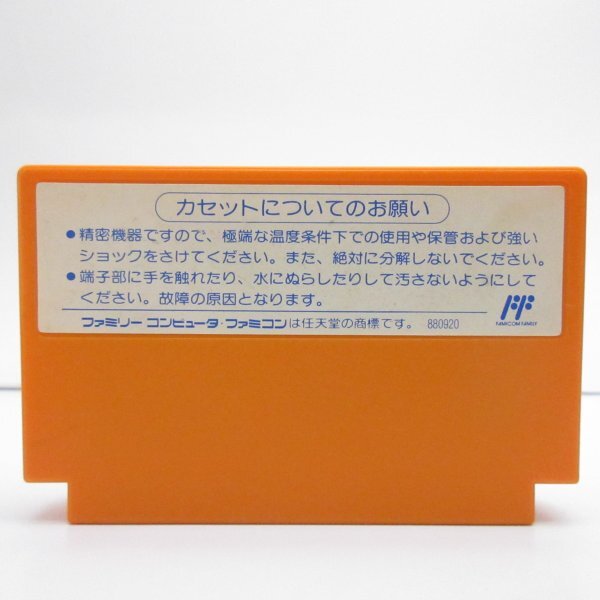 カセットについてのお願い
●精密機器ですので、極端な温度条件下での使用や保管および強い
ショックをさけてください。また、絶対に分解しないでください。
●端子部に手を触れたり、水にぬらしたりして汚さないようにして
ください。故障の原因となります。
FAMICOM FAMILY
ファミリー コンピュータ・ファミコンは任天堂の商標です。 880920